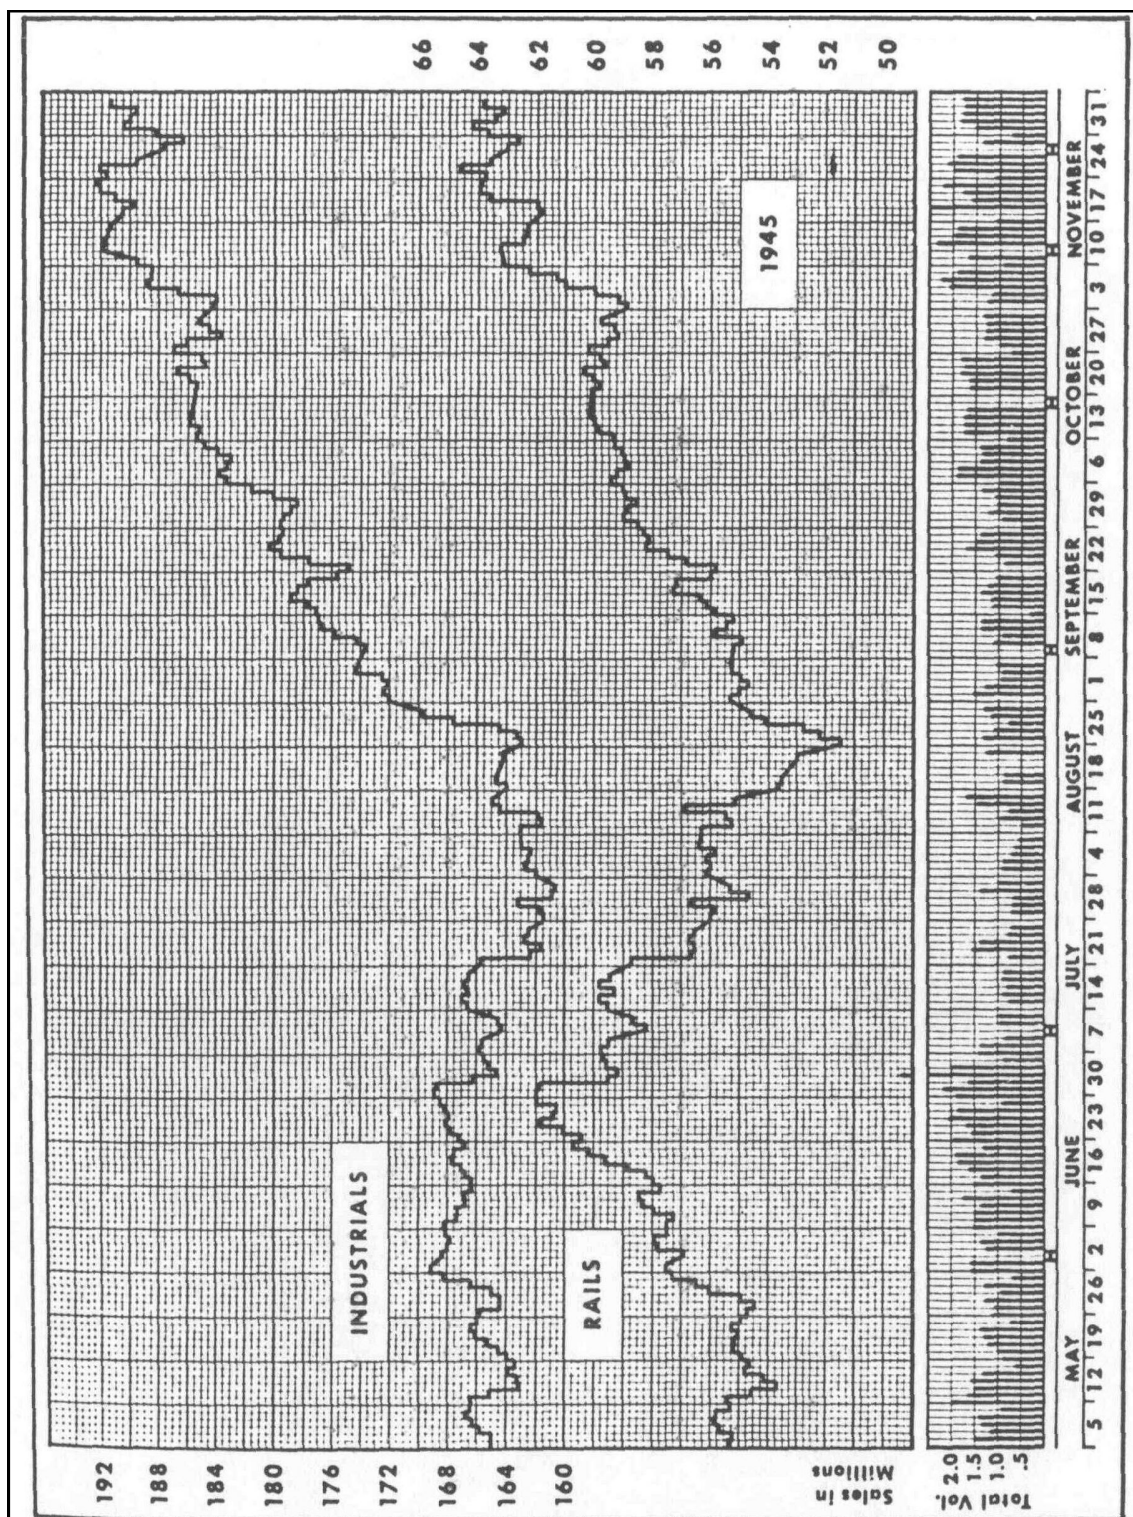 192
188
184
180
176
172
168
164
160
66
64
62
60
58
56
54
52
50
INDUSTRIALS
RAILS
1945
Sales in
Millions
Total Vol.
2.0
1.5
1.0
.5
MAY JUNE JULY AUGUST SEPTEMBER OCTOBER NOVEMBER
5 12 19 26 2 9 16 23 30 7 14 21 28 4 11 18 25 1 8 15 22 29 6 13 20 27 3 10 17 24 31
H H H H H H H